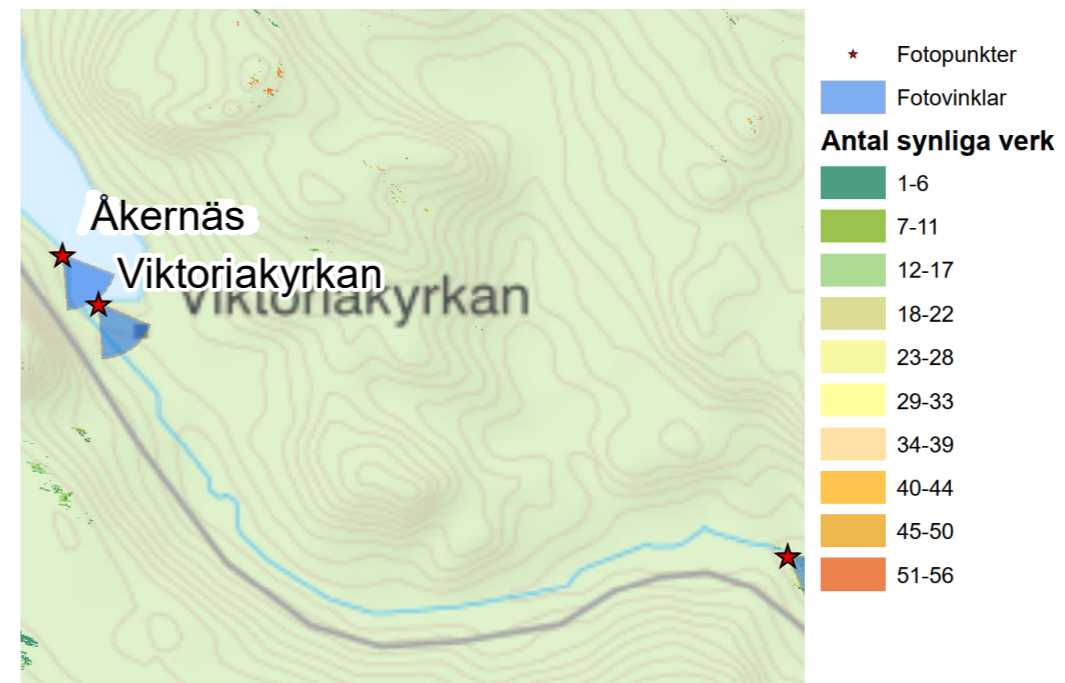 Åkernäs
Viktoriakyrkan
Viktoriakyrkan
Fotopunkter
Fotovinklar
Antal synliga verk
1-6
7-11
12-17
18-22
23-28
29-33
34-39
40-44
45-50
51-56